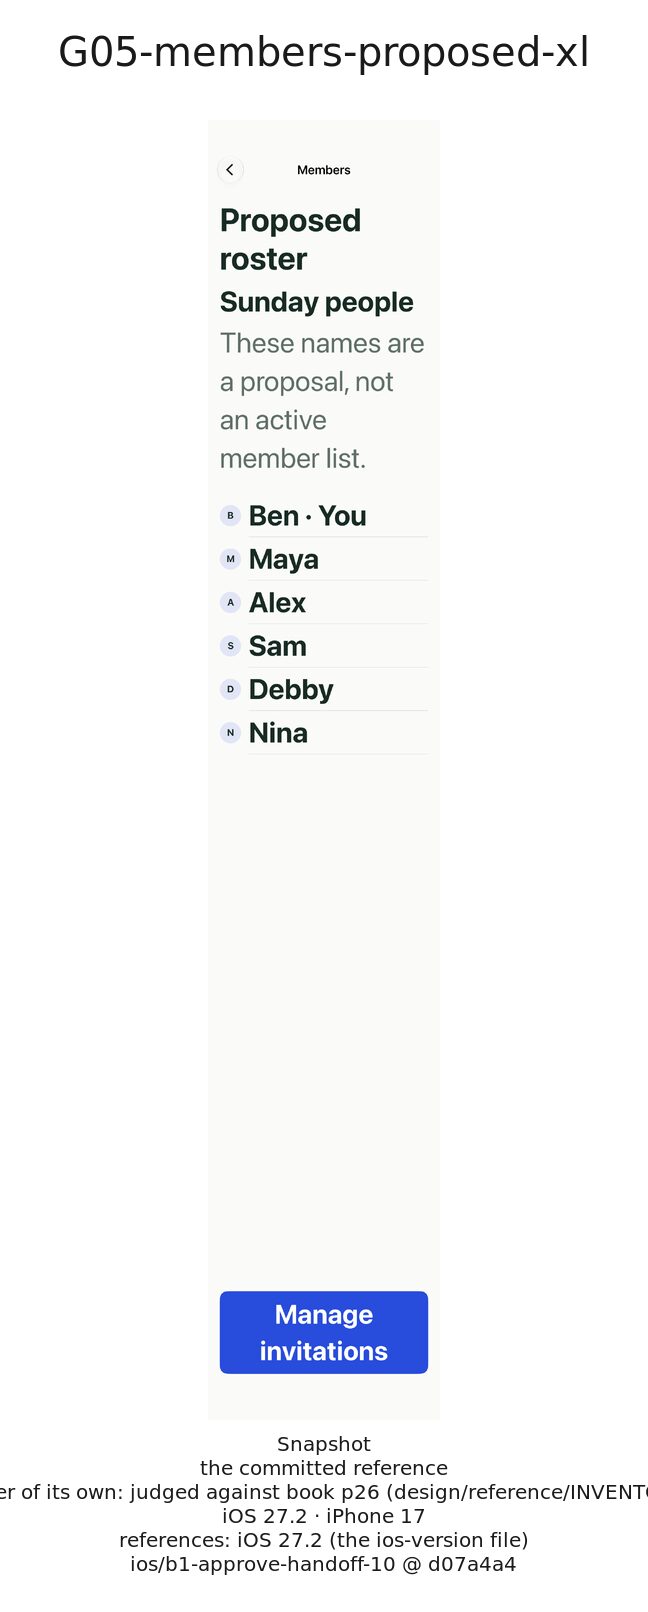 G05-members-proposed-xl
Members
Proposed
roster
Sunday people
These names are
a proposal, not
an active
member list.
B Ben · You
M Maya
A Alex
S Sam
D Debby
N Nina
Manage
invitations
Snapshot
the committed reference
of its own: judged against book p26 (design/reference/
iOS 27.2 · iPhone 17
references: iOS 27.2 (the ios-version file)
ios/b1-approve-handoff-10 @ d07a4a4